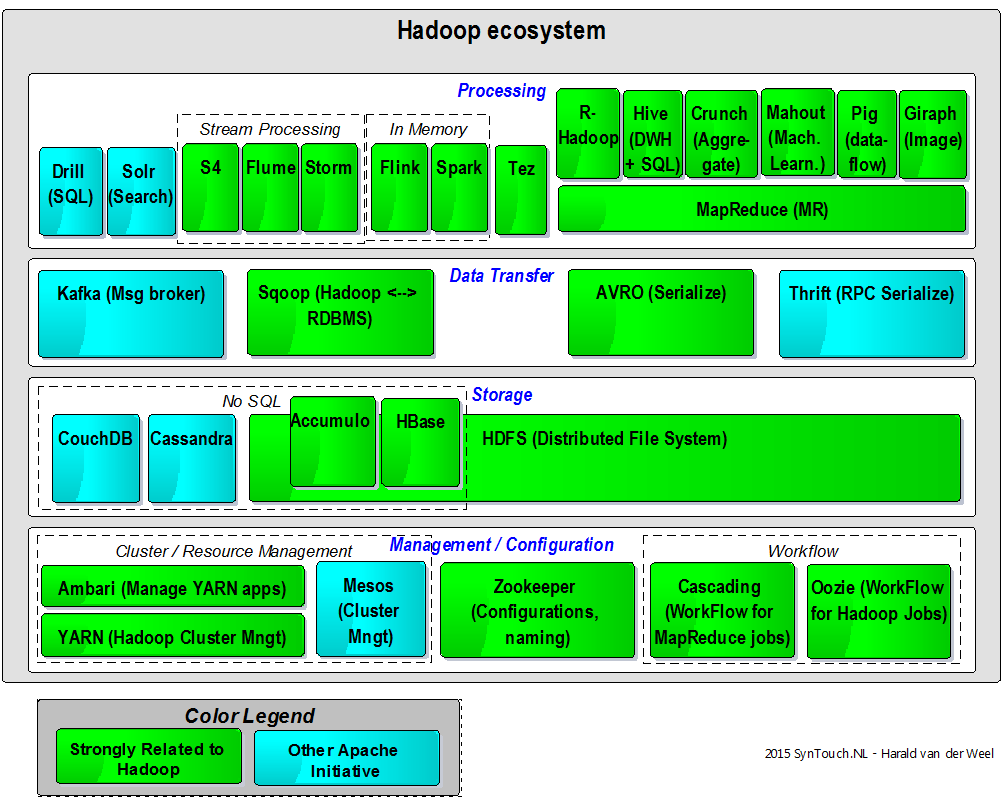 Hadoop ecosystem
Processing
Stream Processing
In Memory
Drill
(SQL)
Solr
(Search)
S4
Flume
Storm
Flink
Spark
Tez
R-
Hadoop
Hive
(DWH
+ SQL)
Crunch
(Aggre-
gate)
Mahout
(Mach.
Learn.)
Pig
(data-
flow)
Giraph
(Image)
MapReduce (MR)
Data Transfer
Kafka (Msg broker)
Sqoop (Hadoop <-->
RDBMS)
AVRO (Serialize)
Thrift (RPC Serialize)
Storage
No SQL
CouchDB
Cassandra
Accumulo
HBase
HDFS (Distributed File System)
Management / Configuration
Cluster / Resource Management
Ambari (Manage YARN apps)
YARN (Hadoop Cluster Mngt)
Mesos
(Cluster
Mngt)
Zookeeper
(Configurations,
naming)
Workflow
Cascading
(WorkFlow for
MapReduce jobs)
Oozie (WorkFlow
for Hadoop Jobs)
Color Legend
Strongly Related to
Hadoop
Other Apache
Initiative
2015 SynTouch.NL - Harald van der Weel